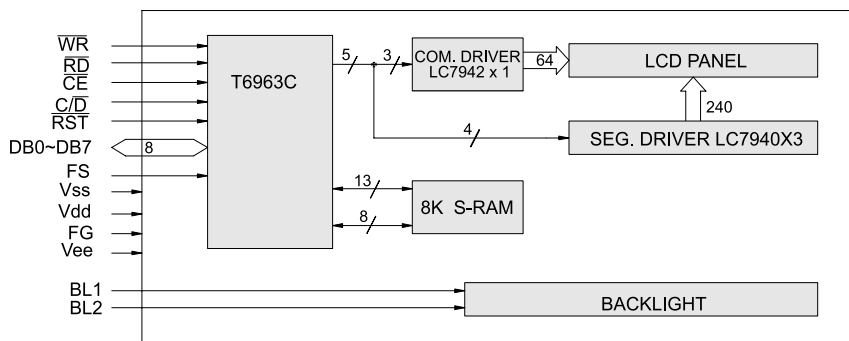 WR
RD
CE
C/D
RST
DB0~DB7
8
FS
Vss
Vdd
FG
Vee
BL1
BL2
T6963C
5
3
COM. DRIVER
LC7942 x 1
64
LCD PANEL
240
4
SEG. DRIVER LC7940X3
13
8
8K S-RAM
BACKLIGHT